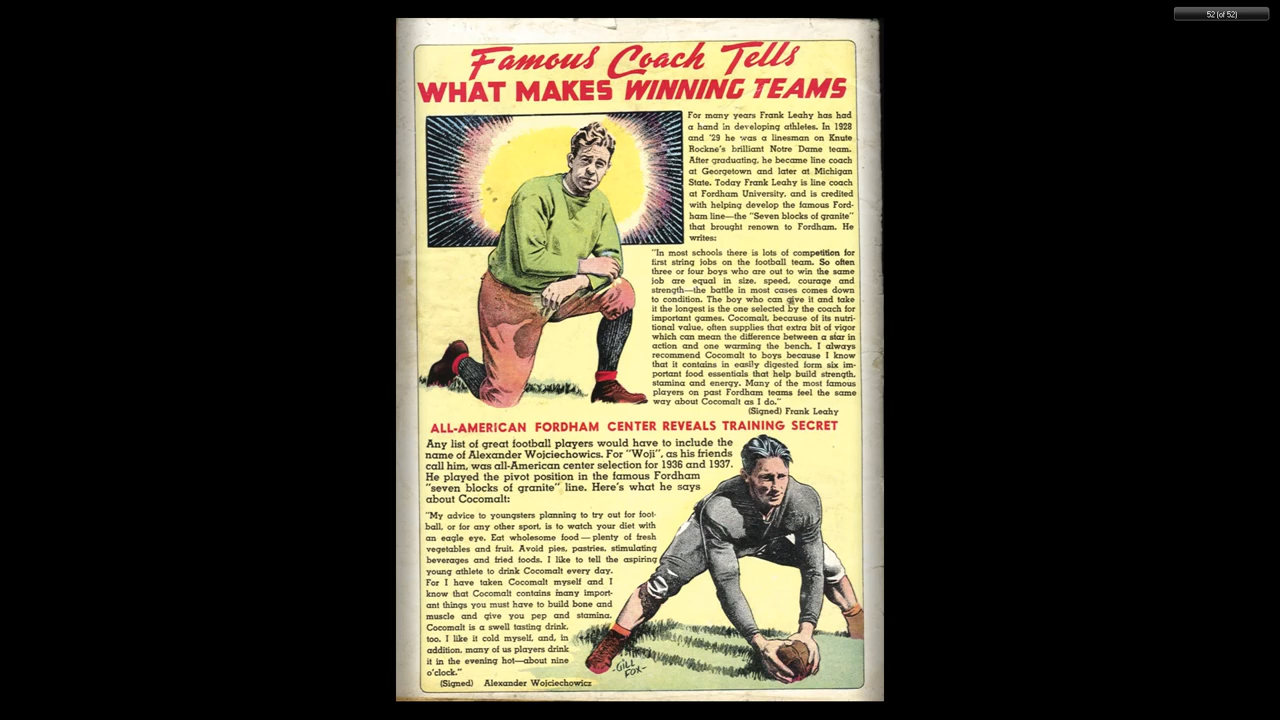 52 (of 52)
Famous Coach Tells
WHAT MAKES WINNING TEAMS
For many years Frank Leahy has had
a hand in developing athletes. In 1928
and '29 he was a linesman on Knute
Rockne's brilliant Notre Dame team.
After graduating, he became line coach
at Georgetown and later at Michigan
State. Today Frank Leahy is line coach
at Fordham University, and is credited
with helping develop the famous Ford-
ham line—the "Seven blocks of granite"
that brought renown to Fordham. He
writes:
"In most schools there is lots of competition for
first string jobs on the football team. So often
three or four boys who are out to win the same
job are equal in size, speed, courage and
strength—the battle in most cases comes down
to condition. The boy who can give it and take
it the longest is the one selected by the coach for
important games. Cocomalt, because of its nutri-
tional value, often supplies that extra bit of vigor
which can mean the difference between a star in
action and one warming the bench. I always
recommend Cocomalt to boys because I know
that it contains in easily digested form six im-
portant food essentials that help build strength,
stamina and energy. Many of the most famous
players on past Fordham teams feel the same
way about Cocomalt as I do."
(Signed) Frank Leahy
ALL-AMERICAN FORDHAM CENTER REVEALS TRAINING SECRET
Any list of great football players would have to include the
name of Alexander Wojciechowics. For "Woji", as his friends
call him, was all-American center selection for 1936 and 1937.
He played the pivot position in the famous Fordham
"seven blocks of granite" line. Here's what he says
about Cocomalt:
"My advice to youngsters planning to try out for foot-
ball, or for any other sport, is to watch your diet with
an eagle eye. Eat wholesome food—plenty of fresh
vegetables and fruit. Avoid pies, pastries, stimulating
beverages and fried foods. I like to tell the aspiring
young athlete to drink Cocomalt every day.
For I have taken Cocomalt myself and I
know that Cocomalt contains many import-
ant things you must have to build bone and
muscle and give you pep and stamina.
Cocomalt is a swell tasting drink,
too. I like it cold myself, and, in
addition, many of us players drink
it in the evening hot—about nine
o'clock."
(Signed) Alexander Wojciechowicz
-GILL
FOX-